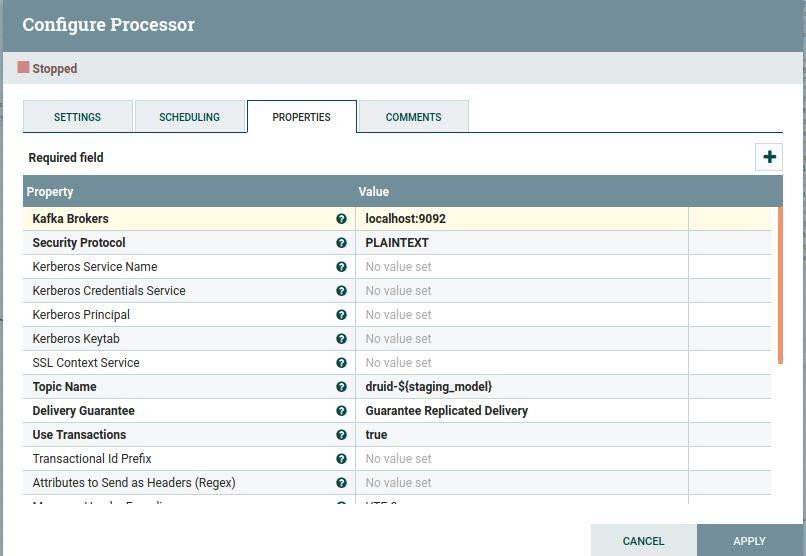 Configure Processor
Stopped
SETTINGS SCHEDULING PROPERTIES COMMENTS
Required field
Property Value
Kafka Brokers localhost:9092
Security Protocol PLAINTEXT
Kerberos Service Name No value set
Kerberos Credentials Service No value set
Kerberos Principal No value set
Kerberos Keytab No value set
SSL Context Service No value set
Topic Name druid-${staging_model}
Delivery Guarantee Guarantee Replicated Delivery
Use Transactions true
Transactional Id Prefix No value set
Attributes to Send as Headers (Regex) No value set
CANCEL APPLY